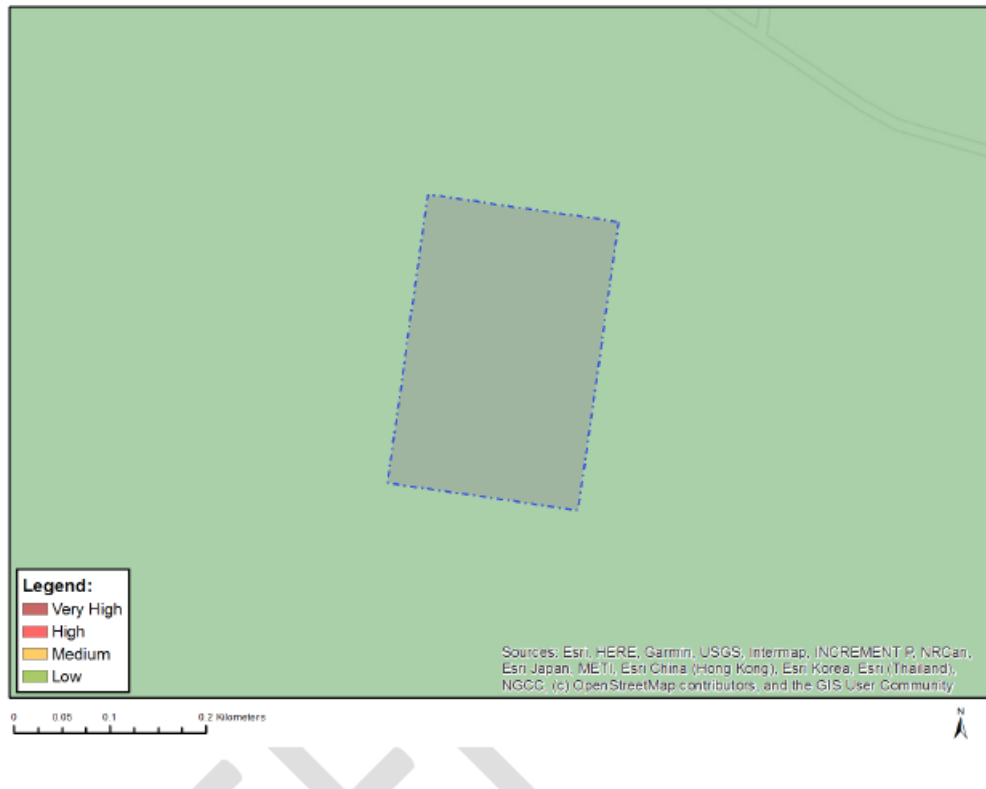 Legend:
Very High
High
Medium
Low
Sources: Esri, HERE, Garmin, USGS, Intermap, INCREMENT P, NRCan,
Esri Japan, METI, Esri China (Hong Kong), Esri Korea, Esri (Thailand),
NGCC, (c) OpenStreetMap contributors, and the GIS User Community
0 0.05 0.1 0.2 Kilometers
N